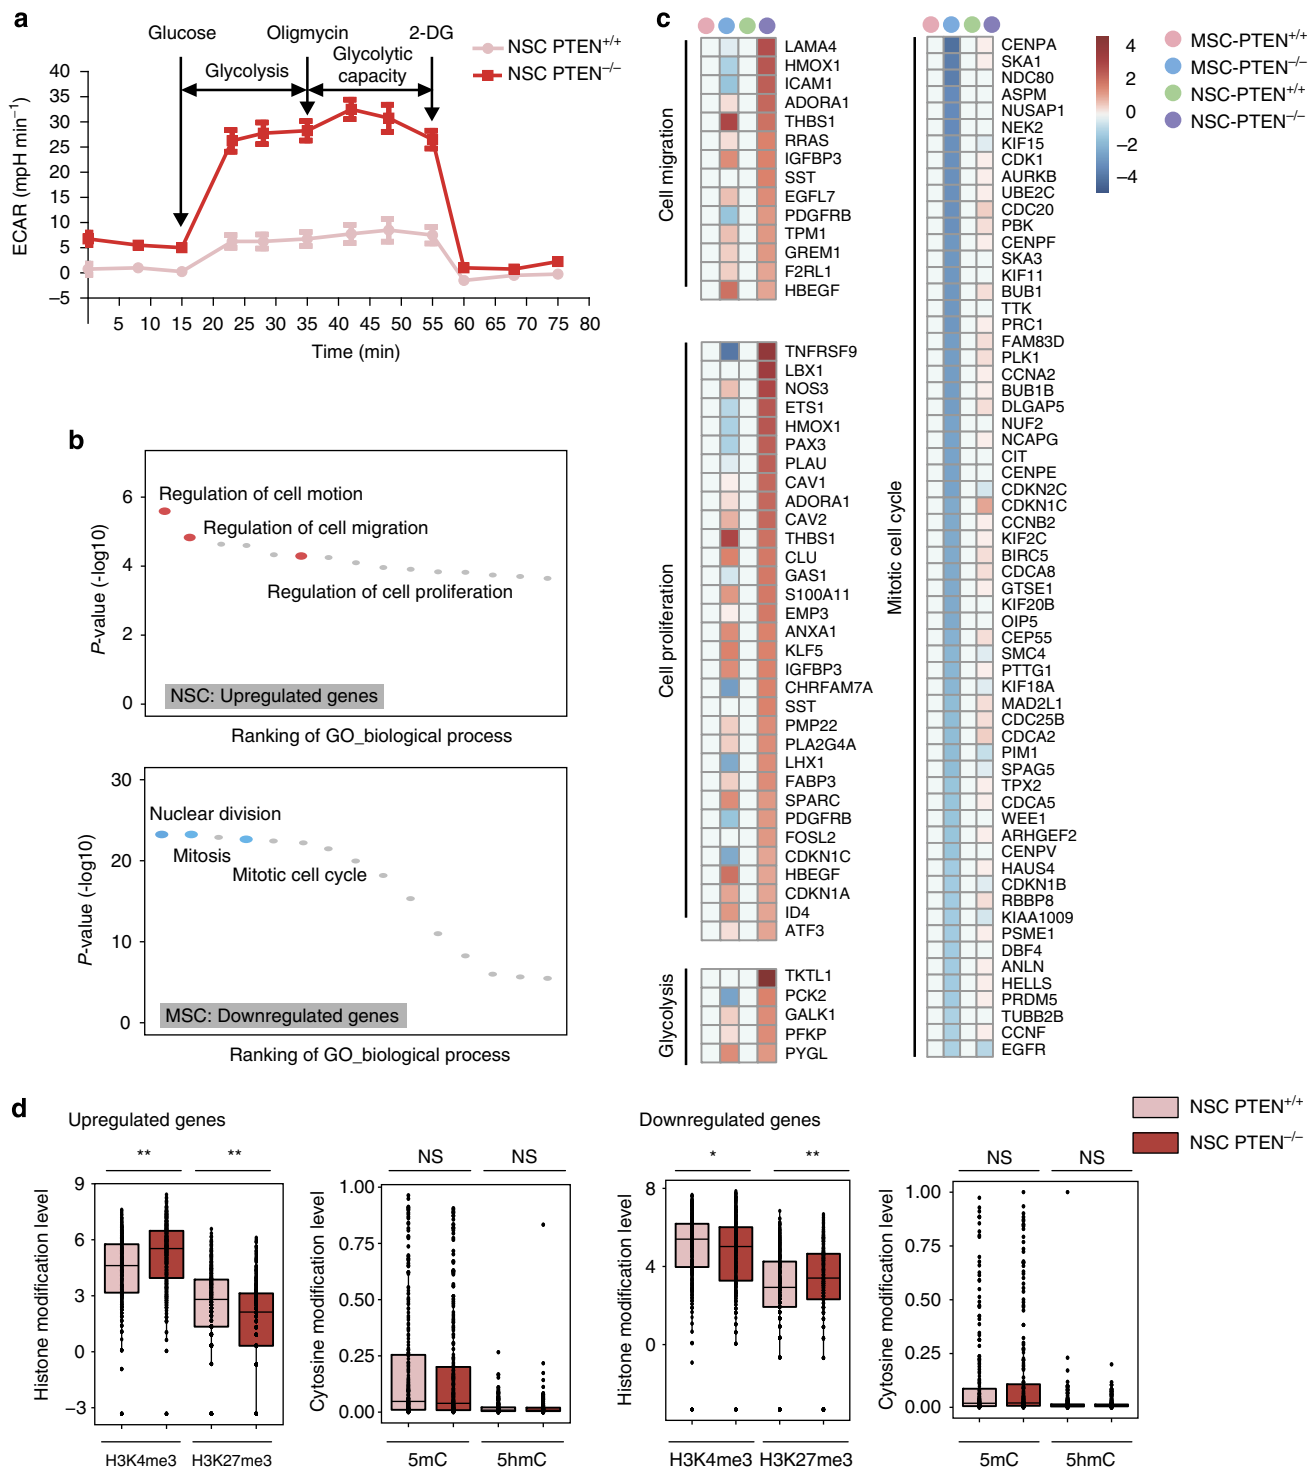 a
Glucose
Oligmycin
2-DG
Glycolysis
Glycolytic
capacity
NSC PTEN+/+
NSC PTEN–/–
ECAR (mpH min–1)
40
35
30
25
20
15
10
5
0
–5
5 10 15 20 25 30 35 40 45 50 55 60 65 70 75 80
Time (min)
b
Regulation of cell motion
Regulation of cell migration
Regulation of cell proliferation
NSC: Upregulated genes
P-value (-log10)
6
4
2
0
Ranking of GO_biological process
Nuclear division
Mitosis
Mitotic cell cycle
MSC: Downregulated genes
P-value (-log10)
30
20
10
0
Ranking of GO_biological process
c
Cell migration
LAMA4
HMOX1
ICAM1
ADORA1
THBS1
RRAS
IGFBP3
SST
EGFL7
PDGFRB
TPM1
GREM1
F2RL1
HBEGF
Cell proliferation
TNFRSF9
LBX1
NOS3
ETS1
HMOX1
PAX3
PLAU
CAV1
ADORA1
CAV2
THBS1
CLU
GAS1
S100A11
EMP3
ANXA1
KLF5
IGFBP3
CHRFAM7A
SST
PMP22
PLA2G4A
LHX1
FABP3
SPARC
PDGFRB
FOSL2
CDKN1C
HBEGF
CDKN1A
ID4
ATF3
Glycolysis
TKTL1
PCK2
GALK1
PFKP
PYGL
Mitotic cell cycle
CENPA
SKA1
NDC80
ASPM
NUSAP1
NEK2
KIF15
CDK1
AURKB
UBE2C
CDC20
PBK
CENPF
SKA3
KIF11
BUB1
TTK
PRC1
FAM83D
PLK1
CCNA2
BUB1B
DLGAP5
NUF2
NCAPG
CIT
CENPE
CDKN2C
CDKN1C
CCNB2
KIF2C
BIRC5
CDCA8
GTSE1
KIF20B
OIP5
CEP55
SMC4
PTTG1
KIF18A
MAD2L1
CDC25B
CDCA2
PIM1
SPAG5
TPX2
CDCA5
WEE1
ARHGEF2
CENPV
HAUS4
CDKN1B
RBBP8
KIAA1009
PSME1
DBF4
ANLN
HELLS
PRDM5
TUBB2B
CCNF
EGFR
4
2
0
–2
–4
MSC-PTEN+/+
MSC-PTEN–/–
NSC-PTEN+/+
NSC-PTEN–/–
d
Upregulated genes
** **
Histone modification level
9
6
3
0
–3
H3K4me3 H3K27me3
NS NS
Cytosine modification level
1.00
0.75
0.50
0.25
0.00
5mC 5hmC
Downregulated genes
* **
Histone modification level
8
4
0
H3K4me3 H3K27me3
NS NS
Cytosine modification level
1.00
0.75
0.50
0.25
0.00
5mC 5hmC
NSC PTEN+/+
NSC PTEN–/–